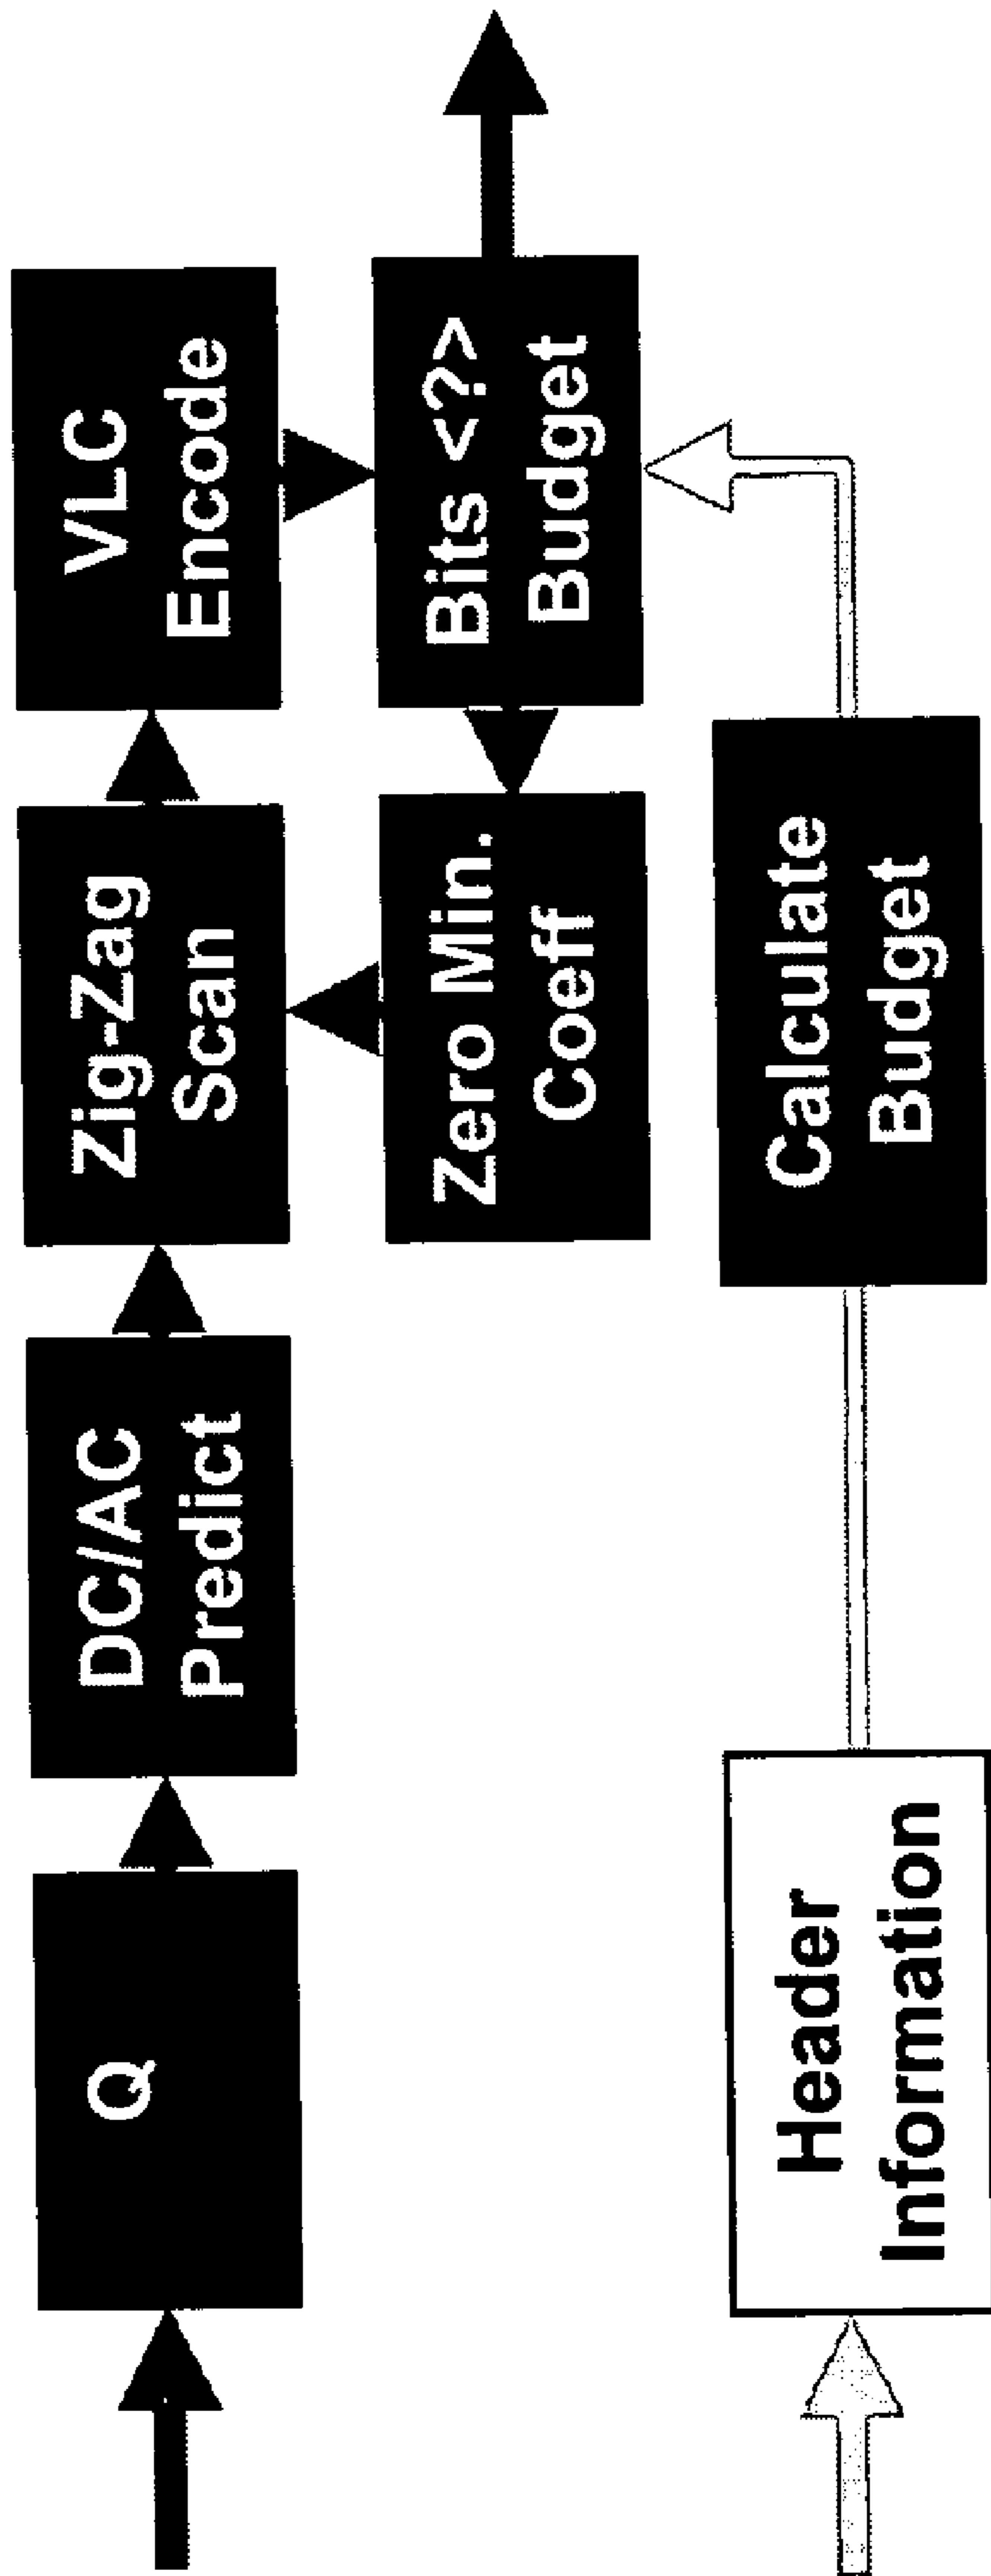 Q
DC/AC
Predict
Zig-Zag
Scan
VLC
Encode
Zero Min.
Coeff
Bits <?>
Budget
Header
Information
Calculate
Budget